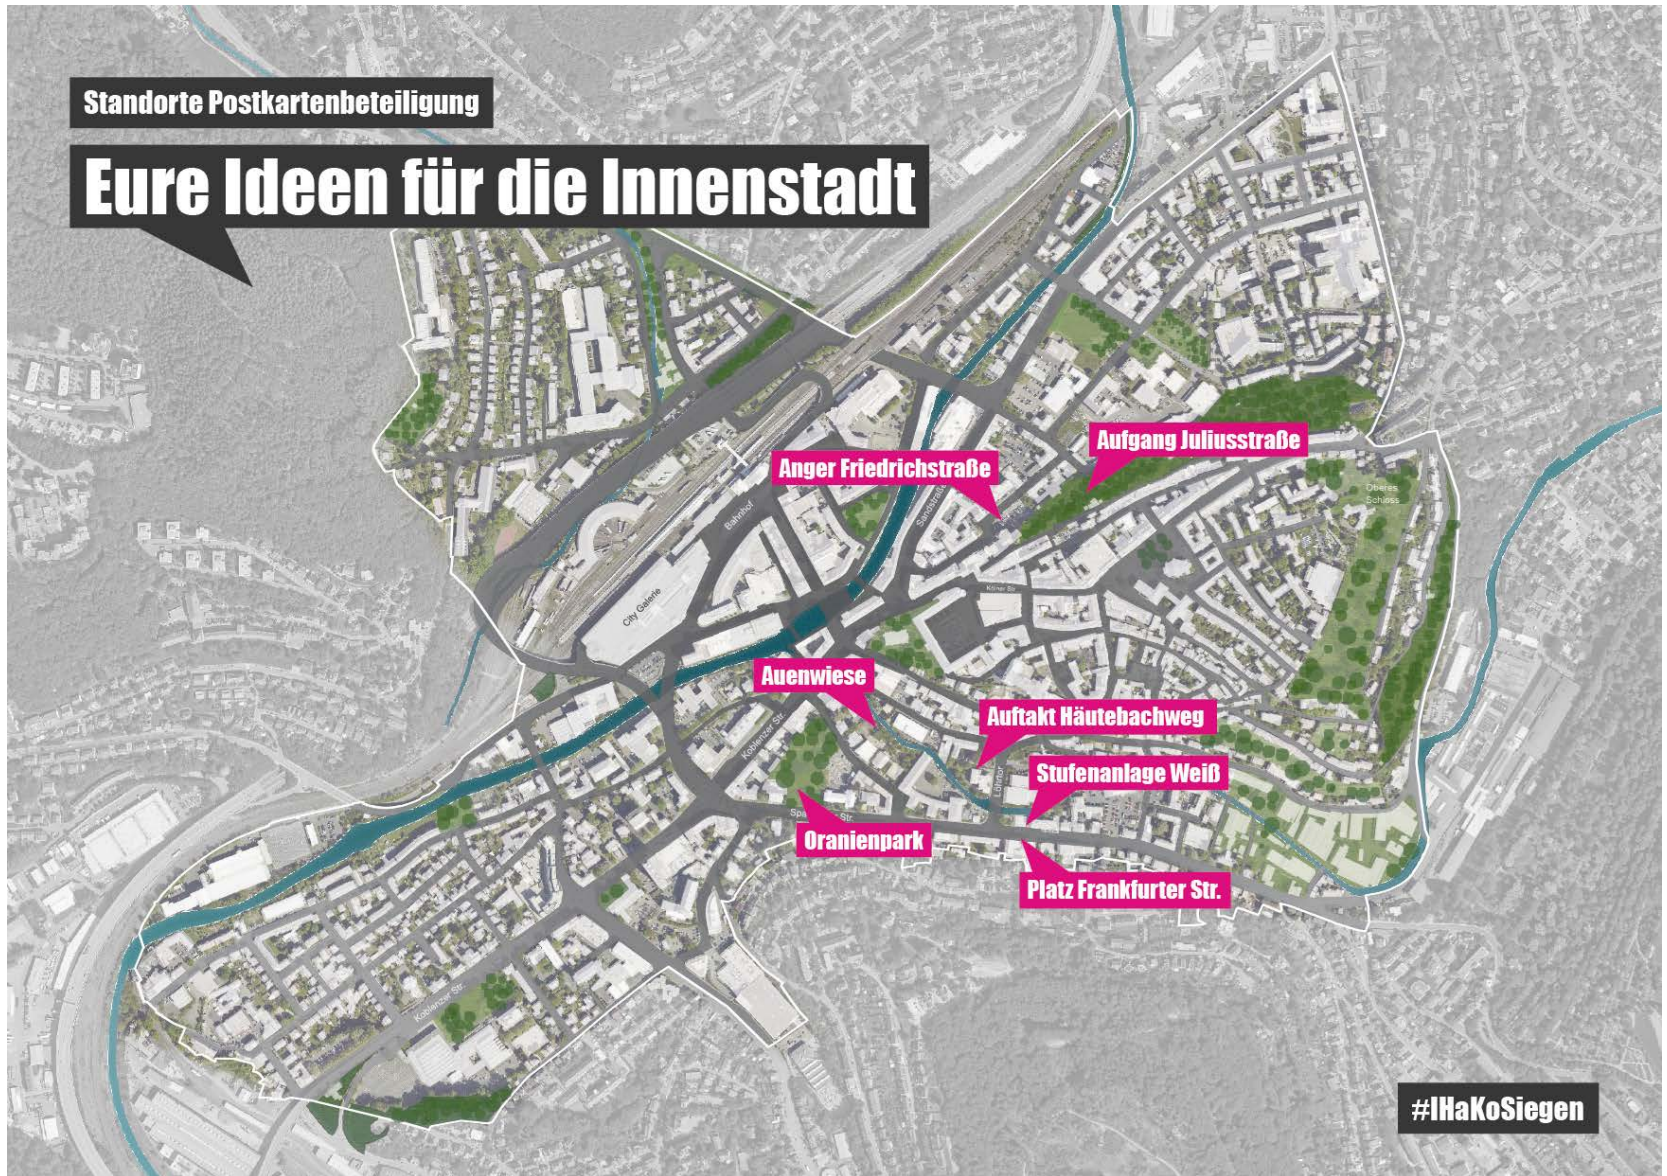 Standorte Postkartenbeteiligung
Eure Ideen für die Innenstadt
Aufgang Juliusstraße
Anger Friedrichstraße
Oberes
Schloss
Sandstraße
Bahnhof
City Galerie
Kölner Str.
Auenwiese
Auftakt Häutebachweg
Koblenzer Str.
Löhrtor
Stufenanlage Weiß
Str.
Oranienpark
Platz Frankfurter Str.
Koblenzer Str.
#IHaKoSiegen